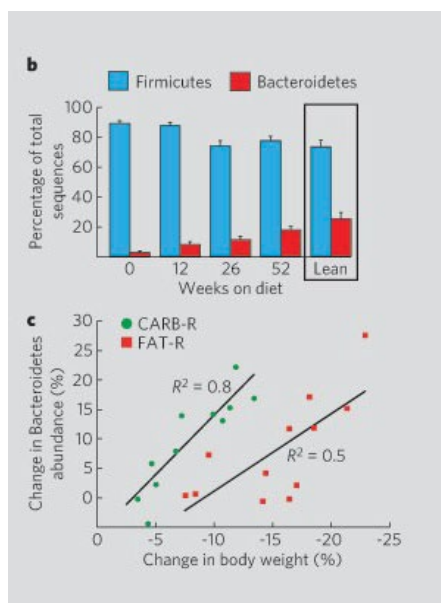 b
Firmicutes Bacteroidetes
Percentage of total
sequences
100
80
60
40
20
0 12 26 52 Lean
Weeks on diet
c
CARB-R
FAT-R
Change in Bacteroidetes
abundance (%)
30
25
20
15
10
5
0
-5
R² = 0.8
R² = 0.5
0 -5 -10 -15 -20 -25
Change in body weight (%)